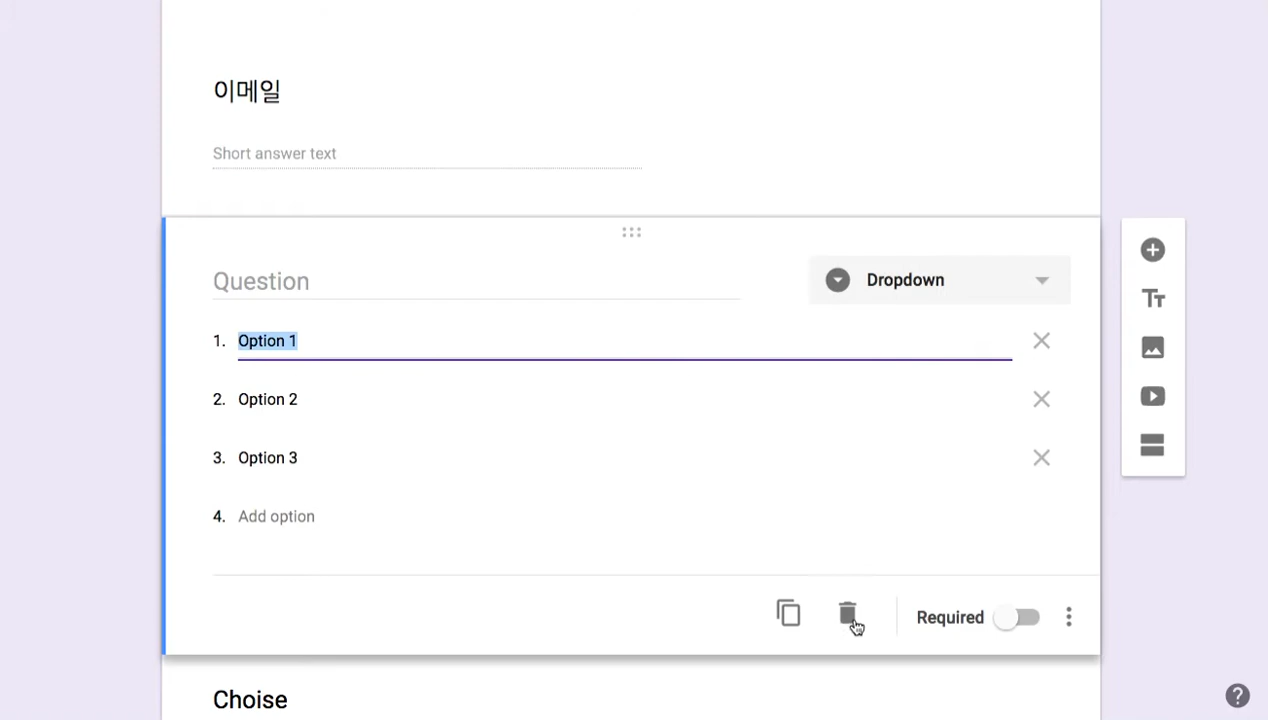 이메일
Short answer text
Question
Dropdown
1. Option 1
2. Option 2
3. Option 3
4. Add option
Required
Choise